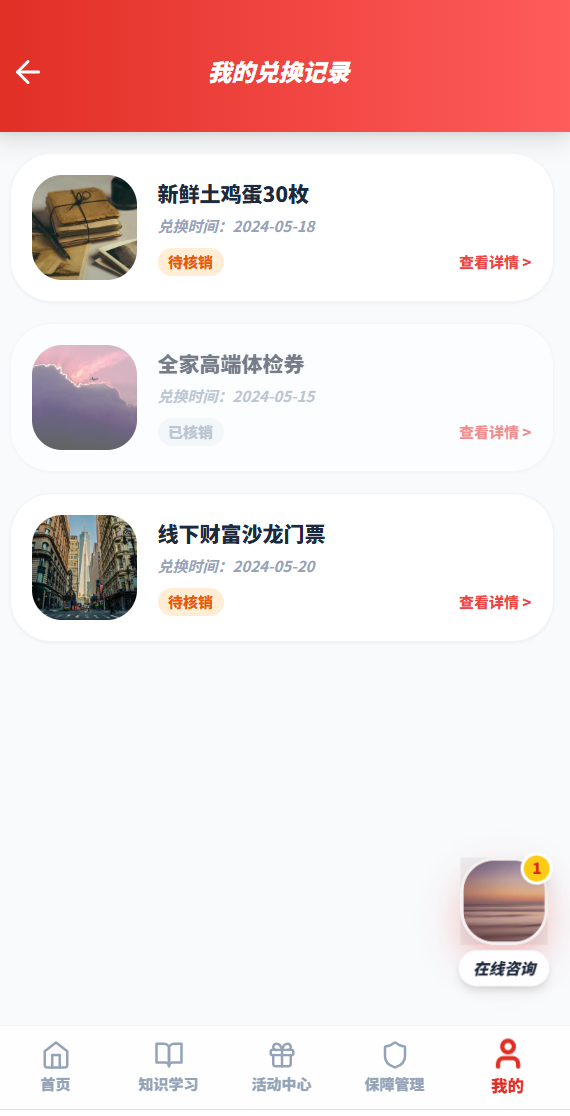 我的兑换记录
新鲜土鸡蛋30枚
兑换时间：2024-05-18
待核销
查看详情 >
全家高端体检券
兑换时间：2024-05-15
已核销
查看详情 >
线下财富沙龙门票
兑换时间：2024-05-20
待核销
查看详情 >
1
在线咨询
首页
知识学习
活动中心
保障管理
我的